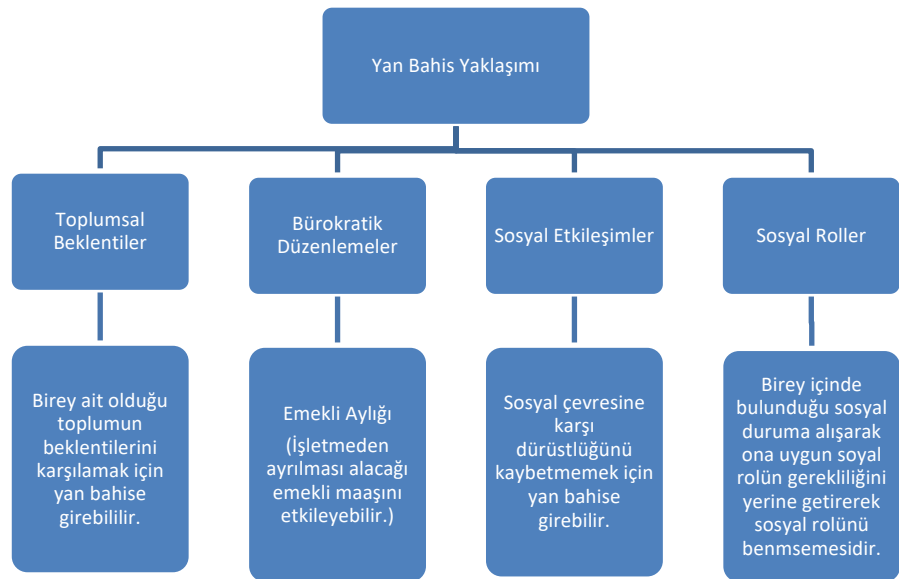 Yan Bahis Yaklaşımı
Toplumsal
Beklentiler
Bürokratik
Düzenlemeler
Sosyal Etkileşimler
Sosyal Roller
Birey ait olduğu
toplumun
beklentilerini
karşılamak için
yan bahise
girebililir.
Emekli Aylığı
(İşletmeden
ayrılması alacağı
emekli maaşını
etkileyebilir.)
Sosyal çevresine
karşı
dürüstlüğünü
kaybetmemek için
yan bahise
girebilir.
Birey içinde
bulunduğu sosyal
duruma alışarak
ona uygun soyal
rolün gerekliliğini
yerine getirerek
sosyal rolünü
benmsemesidir.